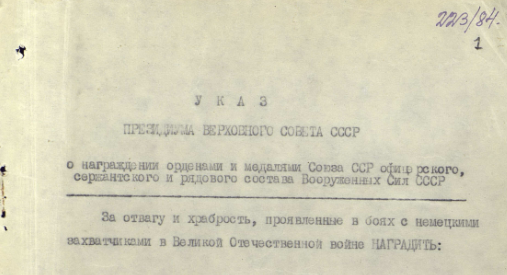 223/84.
1
УКАЗ
ПРЕЗИДИУМА ВЕРХОВНОГО СОВЕТА СССР
о награждении орденами и медалями Союза ССР офицерского,
сержантского и рядового состава Вооруженных Сил СССР
За отвагу и храбрость, проявленные в боях с немецкими
захватчиками в Великой Отечественной войне НАГРАДИТЬ: